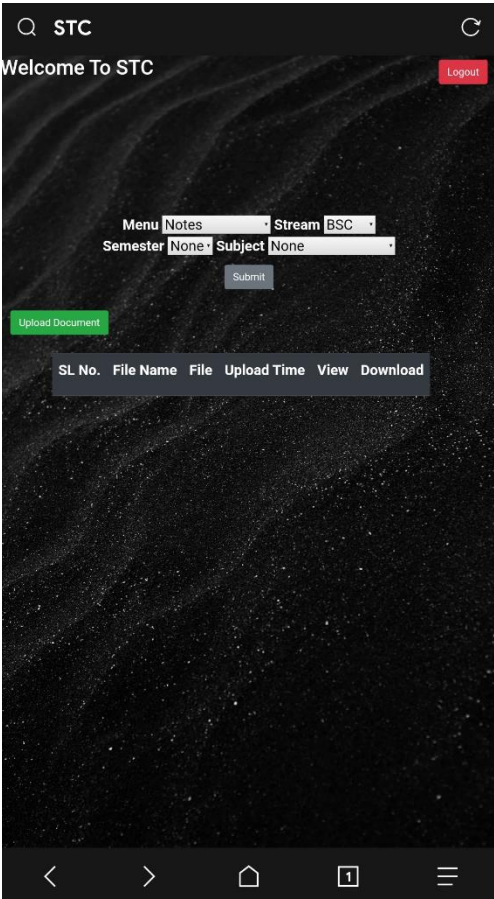 STC
Welcome To STC
Logout
Menu Notes Stream BSC
Semester None Subject None
Submit
Upload Document
SL No. File Name File Upload Time View Download
1